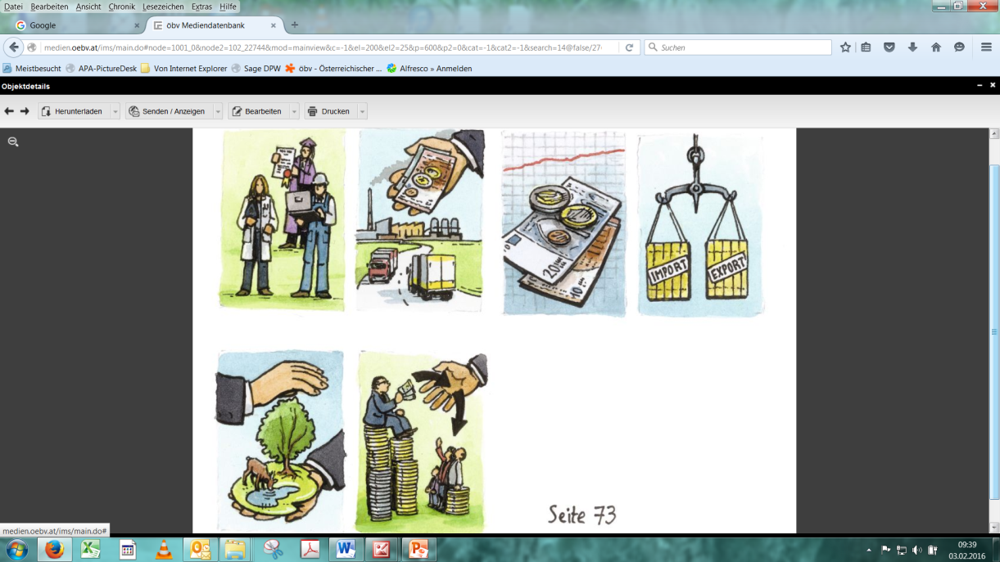 Datei Bearbeiten Ansicht Chronik Lesezeichen Extras Hilfe
Google
öbv Mediendatenbank
medien.oebv.at/ims/main.do#node=1001_0&node2=102_22744&mod=mainview&c=-1&el=200&el2=25&p=600&p2=0&cat=-1&cat2=-1&search=14@false/27
Suchen
Meistbesucht APA-PictureDesk Von Internet Explorer Sage DPW öbv - Österreichischer ... Alfresco » Anmelden
Objektdetails
Herunterladen Senden / Anzeigen Bearbeiten Drucken
IMPORT EXPORT
20
10
Seite 73
medien.oebv.at/ims/main.do#
09:39
03.02.2016